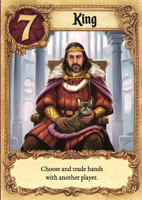 7
King
Choose and trade hands
with another player.